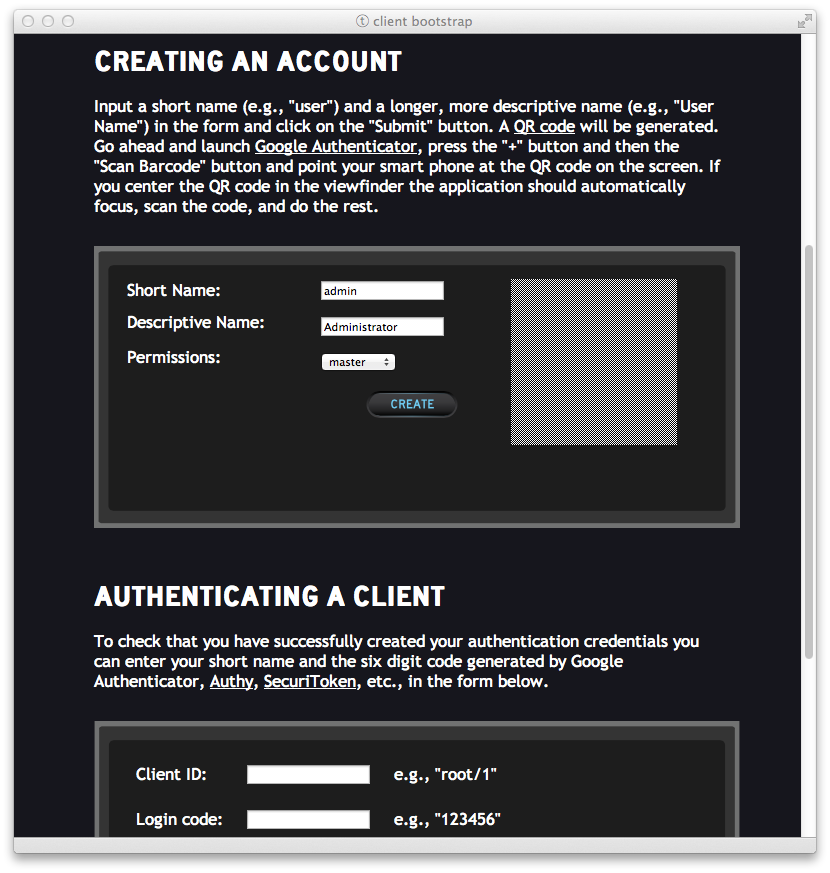 client bootstrap
CREATING AN ACCOUNT
Input a short name (e.g., "user") and a longer, more descriptive name (e.g., "User
Name") in the form and click on the "Submit" button. A QR code will be generated.
Go ahead and launch Google Authenticator, press the "+" button and then the
"Scan Barcode" button and point your smart phone at the QR code on the screen. If
you center the QR code in the viewfinder the application should automatically
focus, scan the code, and do the rest.
Short Name: admin
Descriptive Name: Administrator
Permissions: master
CREATE
AUTHENTICATING A CLIENT
To check that you have successfully created your authentication credentials you
can enter your short name and the six digit code generated by Google
Authenticator, Authy, SecuriToken, etc., in the form below.
Client ID: e.g., "root/1"
Login code: e.g., "123456"